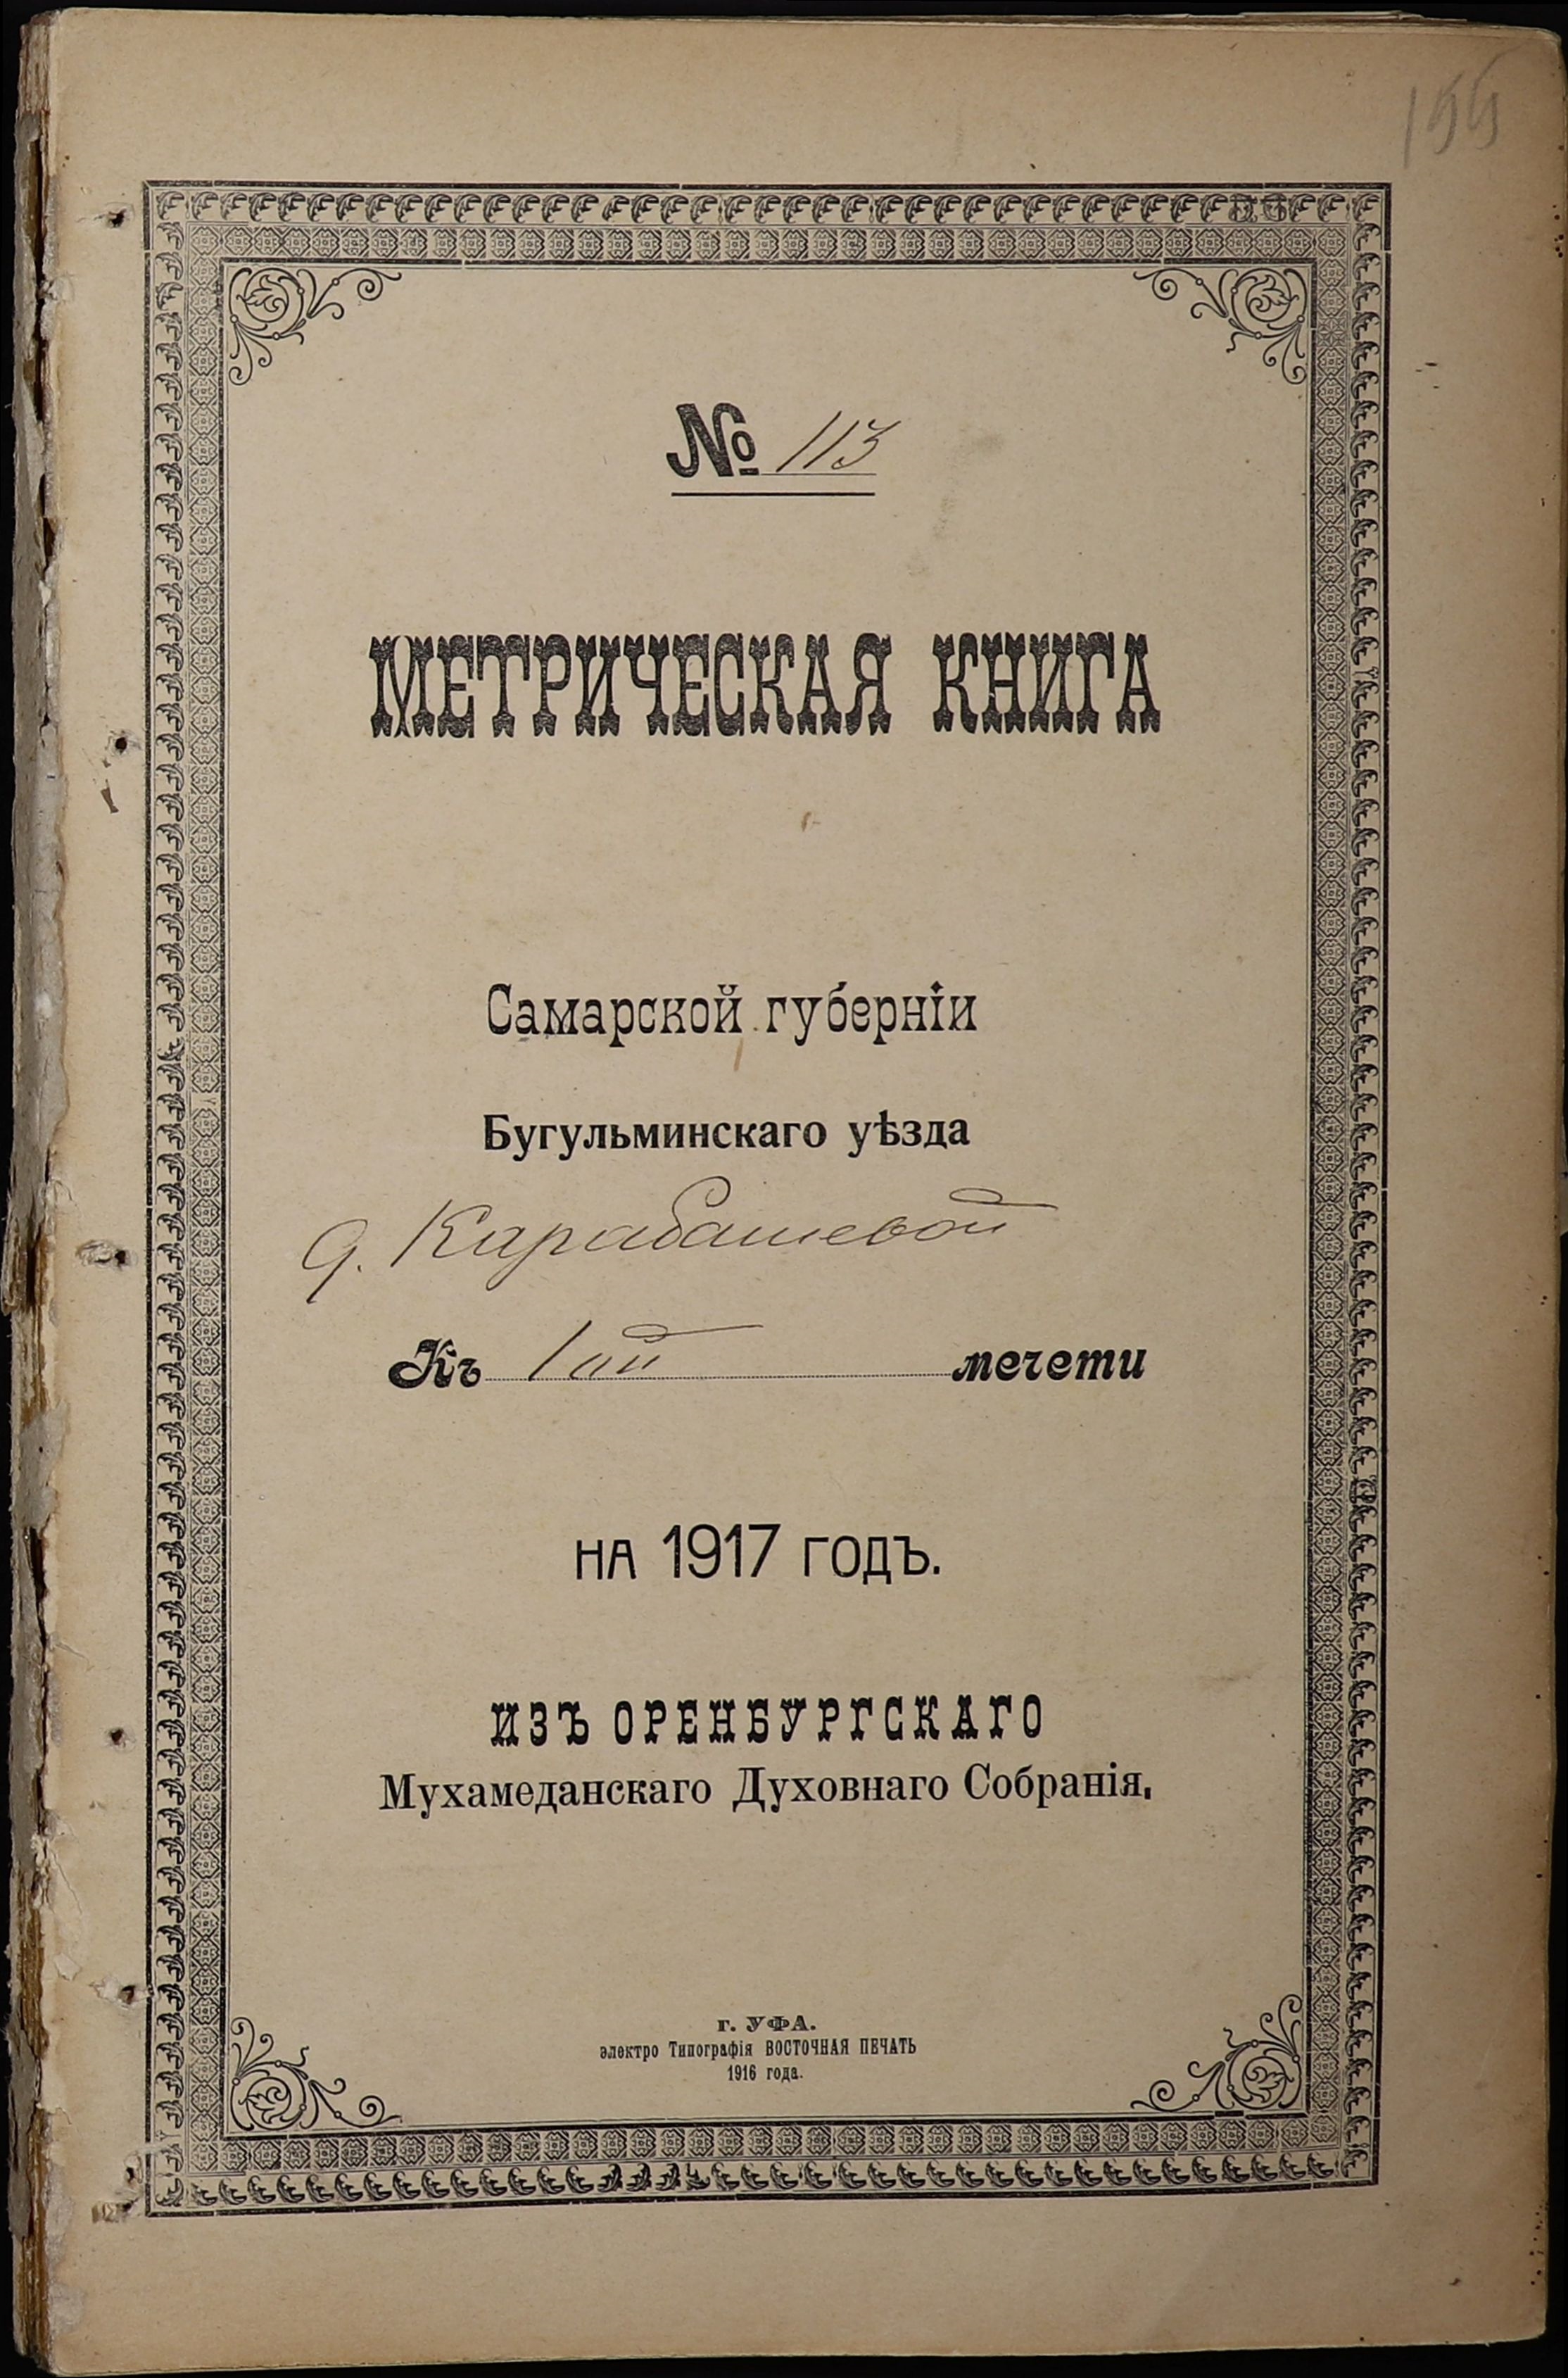 № 113
МЕТРИЧЕСКАЯ КНИГА
Самарской губерніи
Бугульминскаго уѣзда
д. Карабашевой
Къ 1ой мечети
НА 1917 ГОДЪ.
ИЗЪ ОРЕНБУРГСКАГО
Мухамеданскаго Духовнаго Собранія.
г. УФА.
электро Типографія ВОСТОЧНАЯ ПЕЧАТЬ
1916 года.